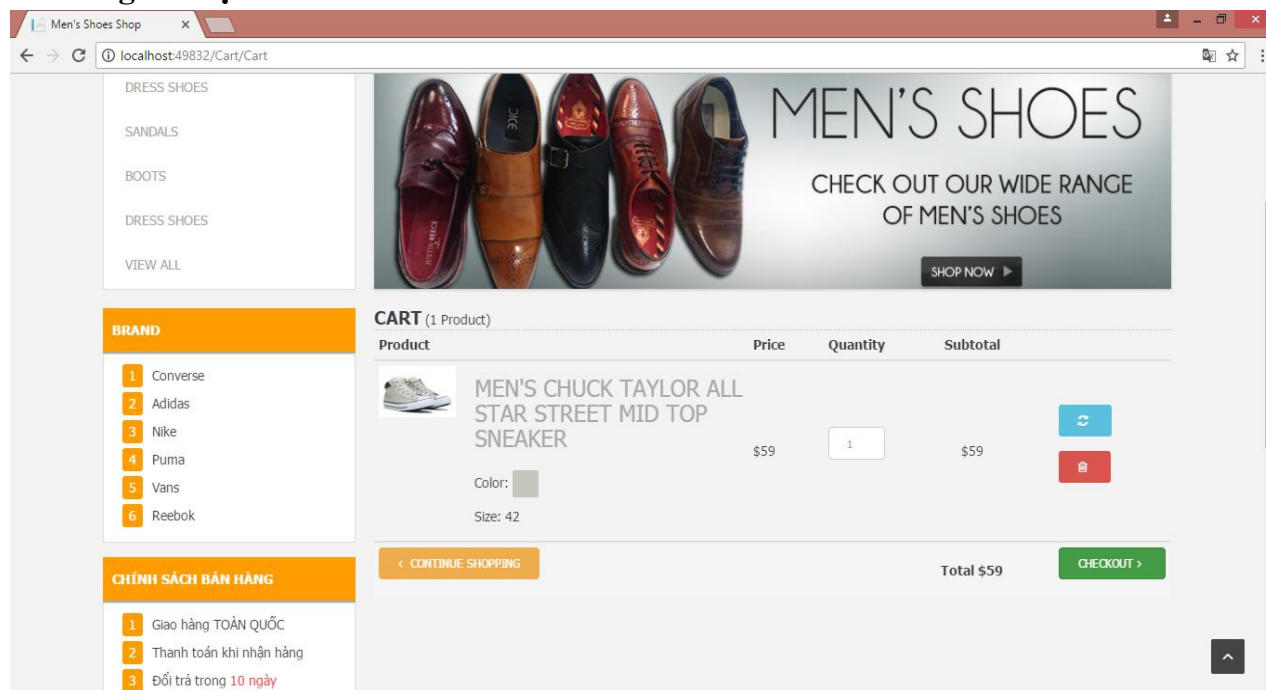 Men's Shoes Shop
localhost:49832/Cart/Cart
DRESS SHOES
SANDALS
BOOTS
DRESS SHOES
VIEW ALL
DICE
JUSTIN REECE
MEN'S SHOES
CHECK OUT OUR WIDE RANGE
OF MEN'S SHOES
SHOP NOW
BRAND
1 Converse
2 Adidas
3 Nike
4 Puma
5 Vans
6 Reebok
CHÍNH SÁCH BÁN HÀNG
1 Giao hàng TOÀN QUỐC
2 Thanh toán khi nhận hàng
3 Đổi trả trong 10 ngày
CART (1 Product)
Product Price Quantity Subtotal
MEN'S CHUCK TAYLOR ALL
STAR STREET MID TOP
SNEAKER
$59 1 $59
Color:
Size: 42
CONTINUE SHOPPING Total $59 CHECKOUT